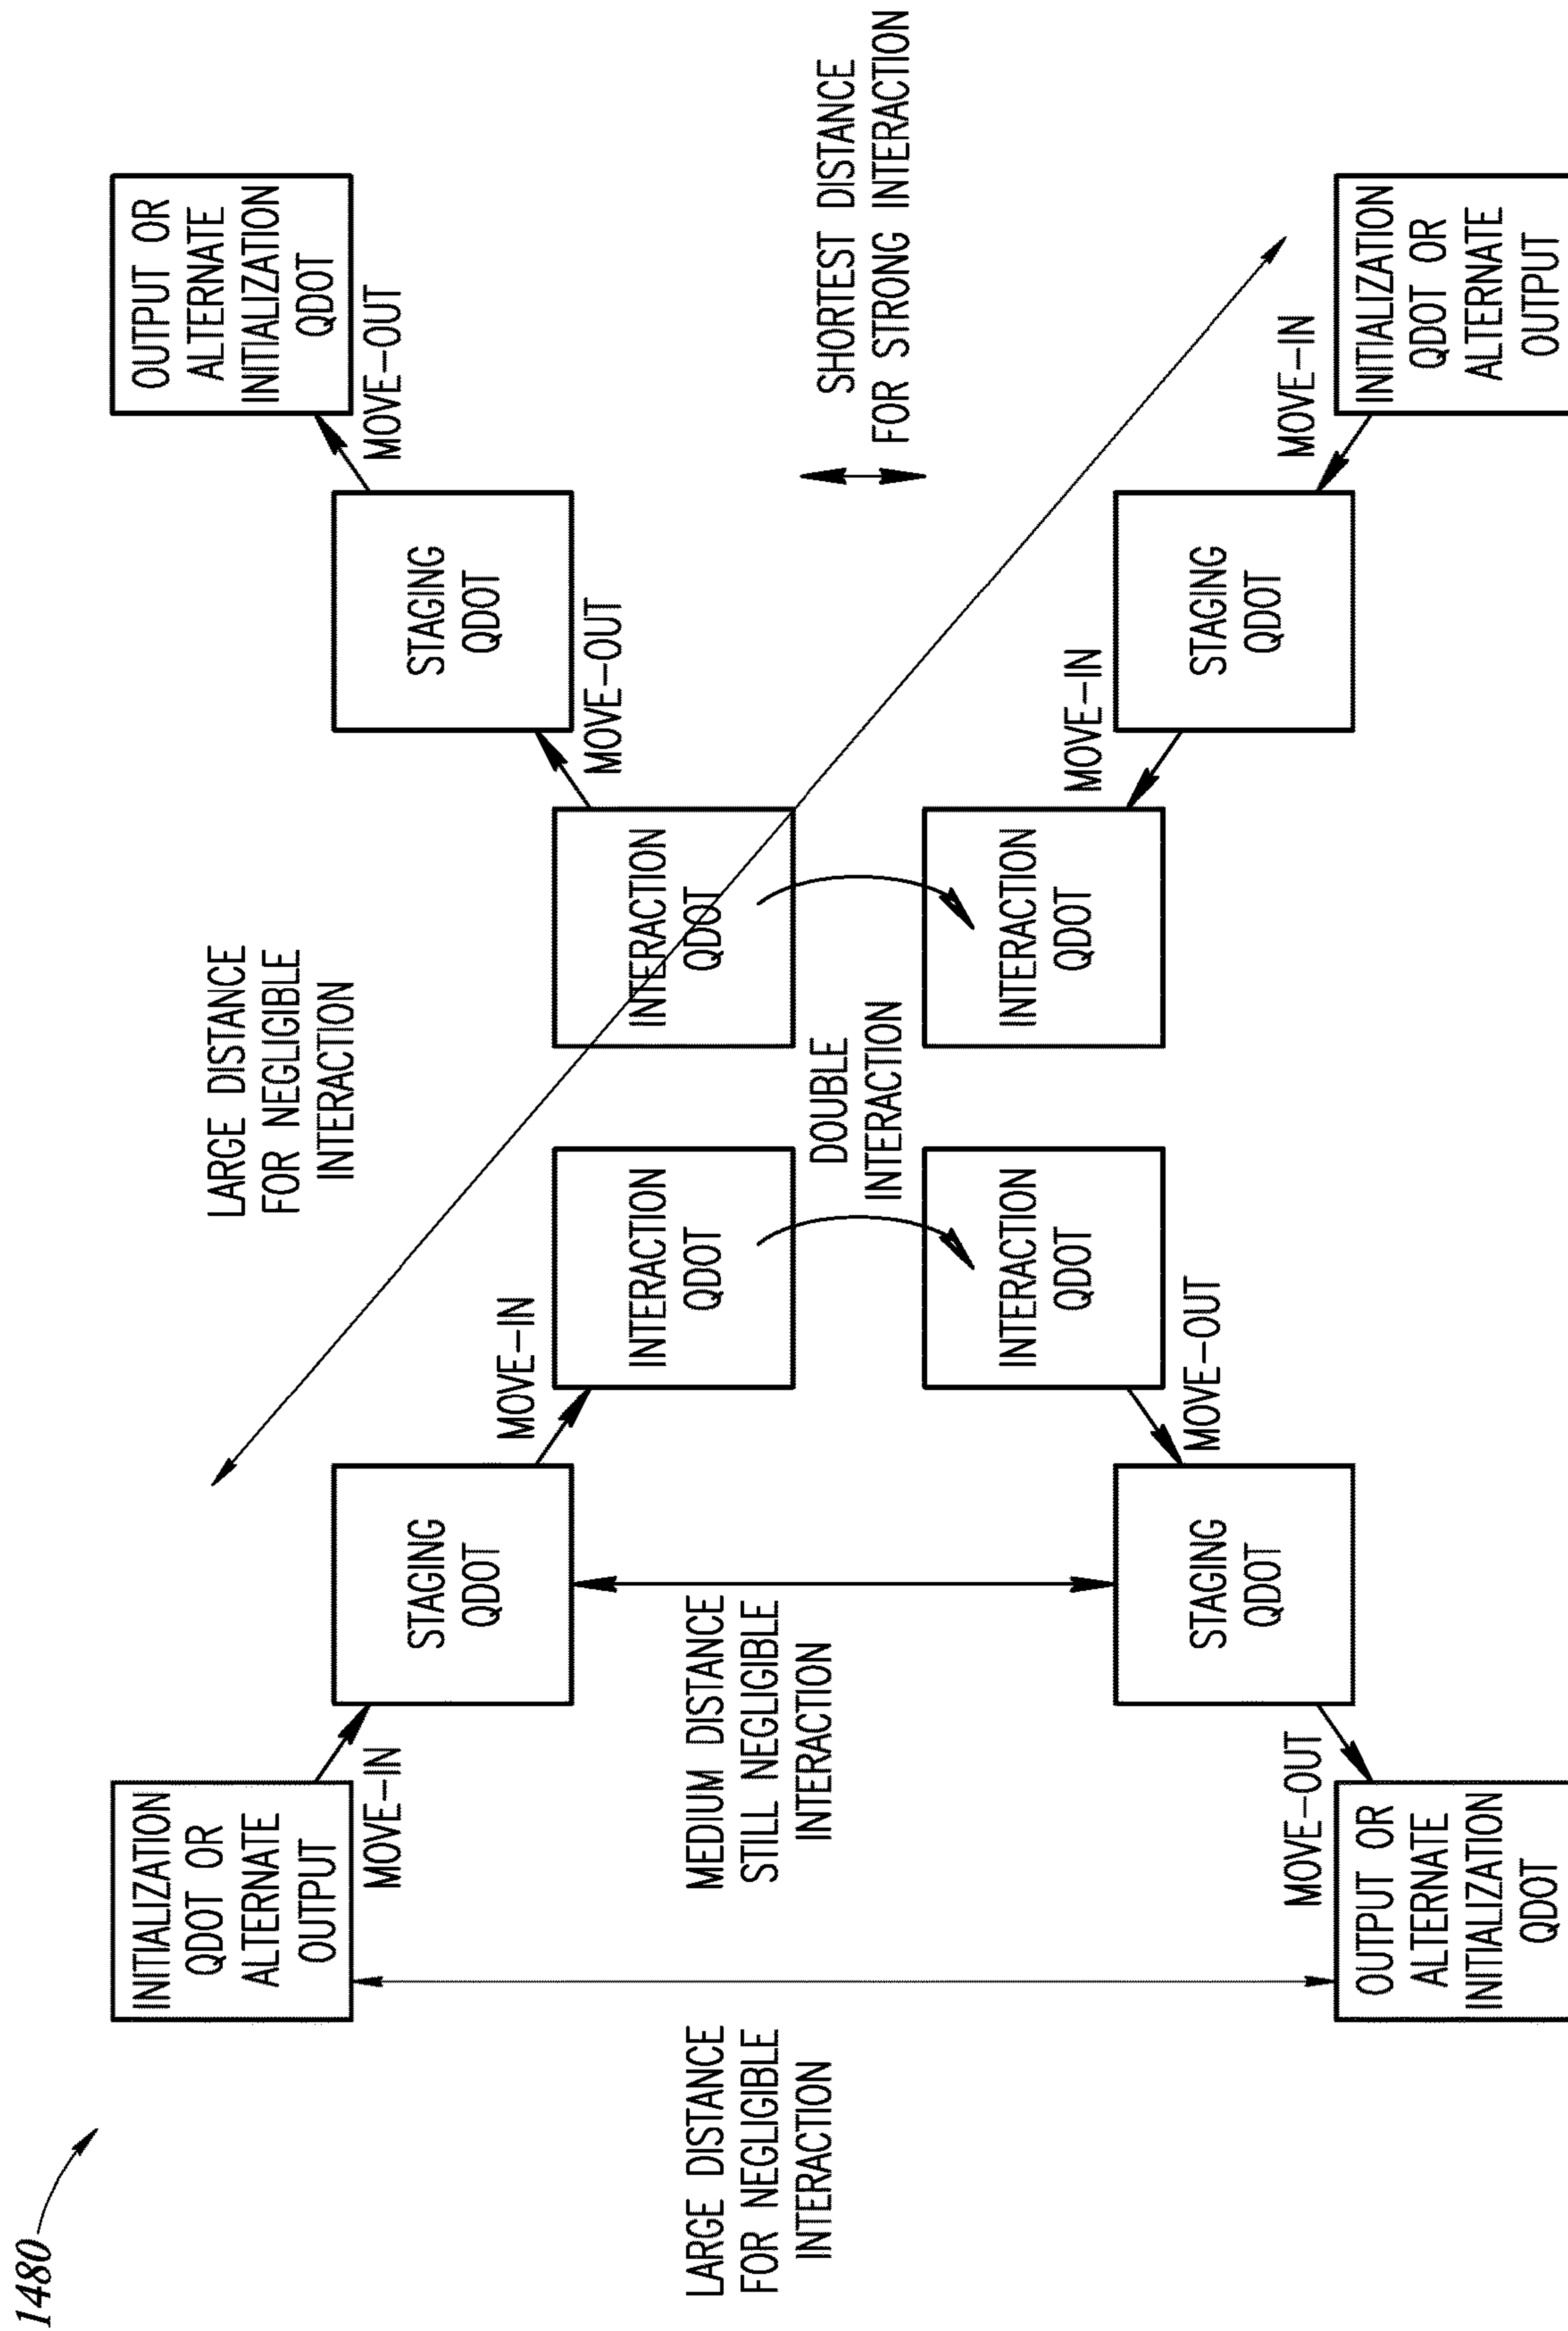 1480
INITIALIZATION
QDOT OR
ALTERNATE
OUTPUT
OUTPUT OR
ALTERNATE
INITIALIZATION
QDOT
LARGE DISTANCE
FOR NEGLIGIBLE
INTERACTION
MOVE-IN
MOVE-OUT
STAGING
QDOT
STAGING
QDOT
MOVE-IN
MOVE-OUT
INTERACTION
QDOT
INTERACTION
QDOT
LARGE DISTANCE
FOR NEGLIGIBLE
INTERACTION
MEDIUM DISTANCE
STILL NEGLIGIBLE
INTERACTION
DOUBLE
INTERACTION
SHORTEST DISTANCE
FOR STRONG INTERACTION
INTERACTION
QDOT
INTERACTION
QDOT
MOVE-OUT
MOVE-IN
STAGING
QDOT
STAGING
QDOT
MOVE-OUT
MOVE-IN
OUTPUT OR
ALTERNATE
INITIALIZATION
QDOT
INITIALIZATION
QDOT OR
ALTERNATE
OUTPUT